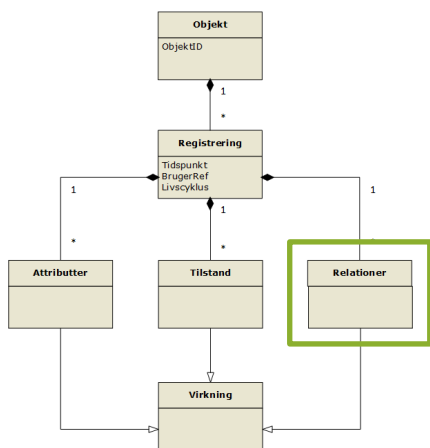 Objekt
ObjektID
1
*
Registrering
Tidspunkt
BrugerRef
Livscyklus
1
1
1
*
*
Attributter
Tilstand
Relationer
Virkning